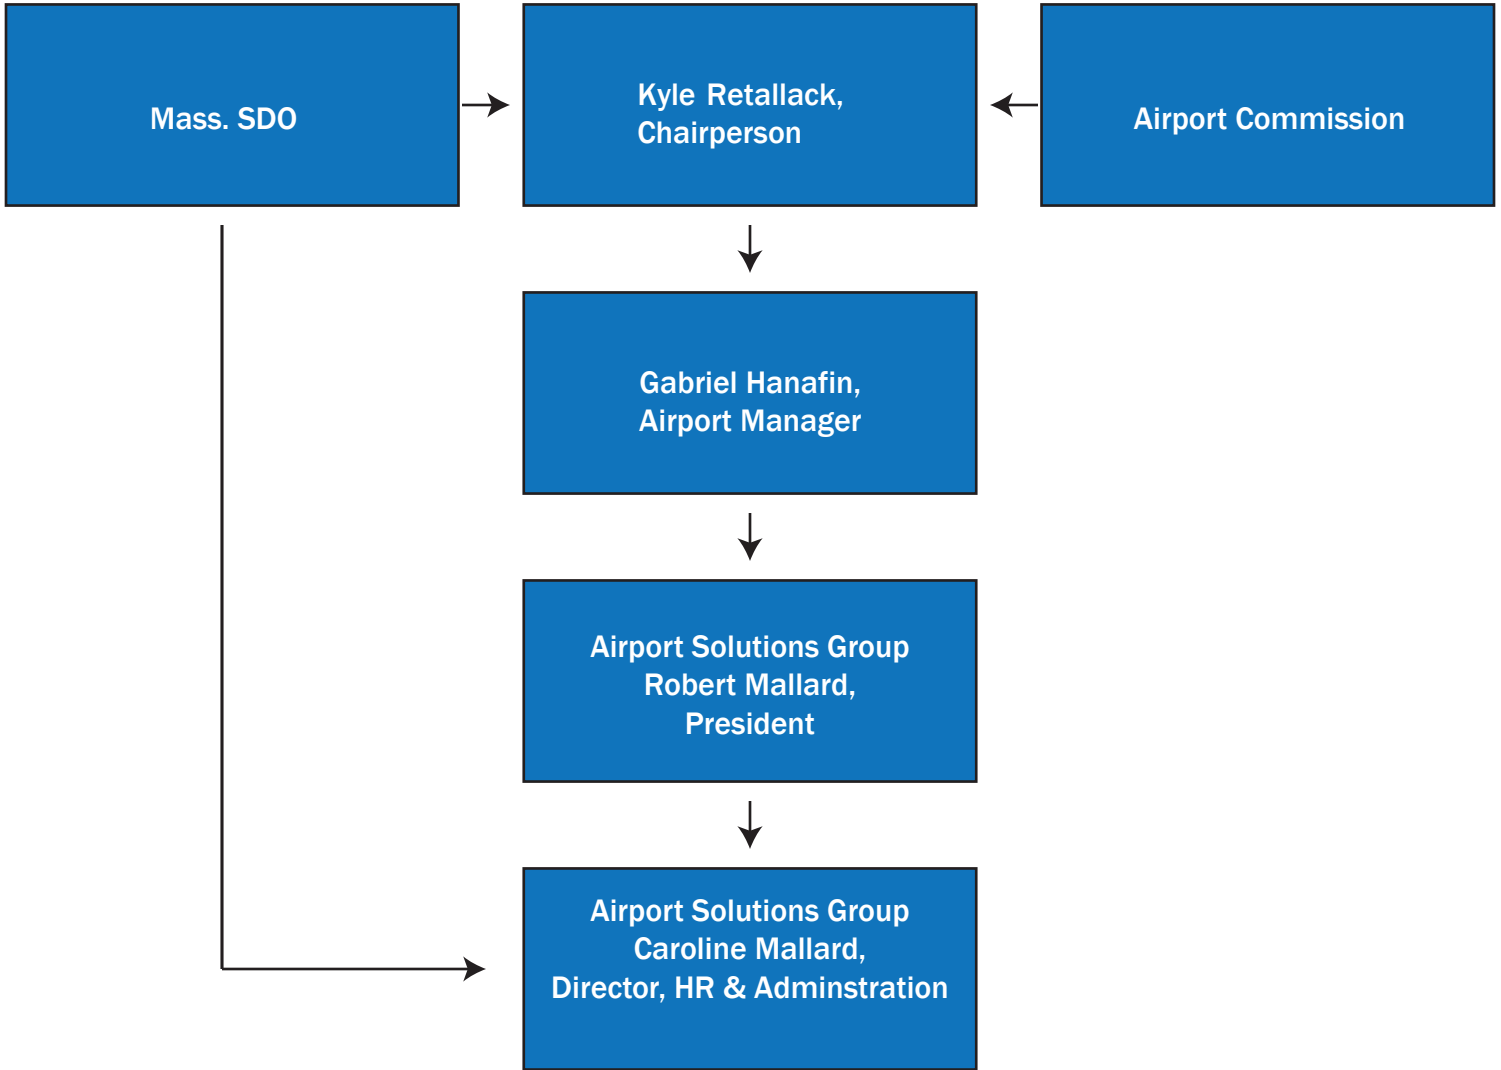 Mass. SDO
Kyle Retallack,
Chairperson
Airport Commission
Gabriel Hanafin,
Airport Manager
Airport Solutions Group
Robert Mallard,
President
Airport Solutions Group
Caroline Mallard,
Director, HR & Adminstration